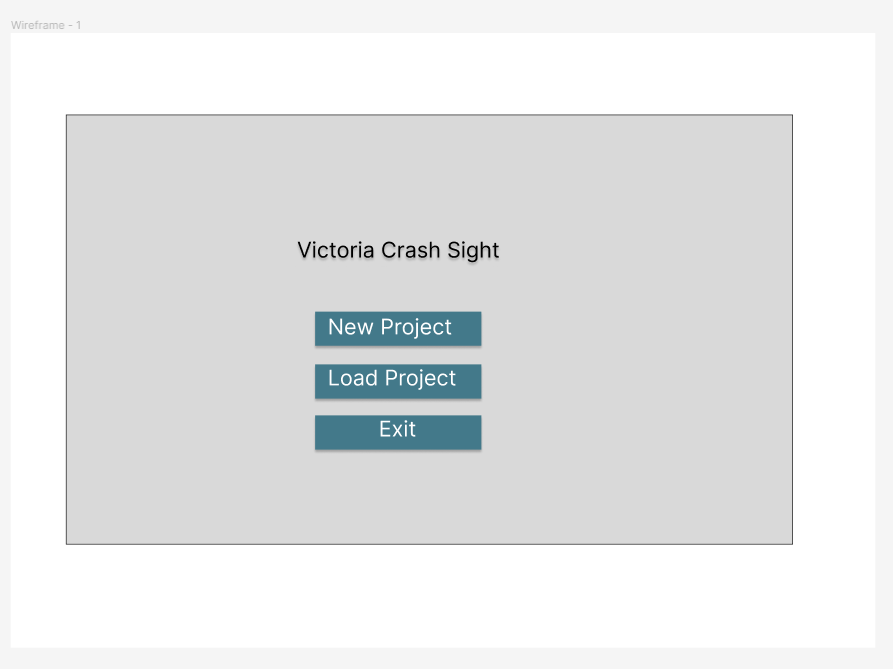 Wireframe - 1
Victoria Crash Sight
New Project
Load Project
Exit